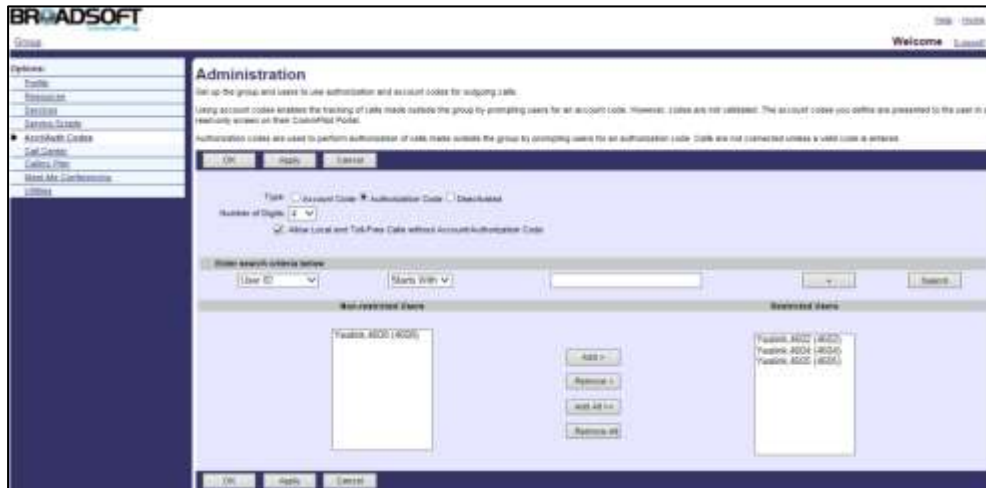 BROADSOFT
Help - Home
Group
Welcome [Logout]
Options:
Profile
Resources
Services
Service Scripts
Acct/Auth Codes
Call Center
Calling Plan
Meet-Me Conferencing
Utilities
Administration
Set up the group and users to use authorization and account codes for outgoing calls.
Using account codes enables the tracking of calls made outside the group by prompting users for an account code. However, codes are not validated. The account codes you define are presented to the user in a
read-only screen on their CommPilot Portal.
Authorization codes are used to perform authorization of calls made outside the group by prompting users for an authorization code. Calls are not connected unless a valid code is entered.
OK Apply Cancel
Type: Account Code Authorization Code Deactivated
Number of Digits: 4
Allow Local and Toll-Free Calls without Account/Authorization Code
Enter search criteria below
User ID Starts With + Search
Non-restricted Users Restricted Users
Yealink 4602 (4602)
Yealink 4604 (4604)
Yealink 4605 (4605)
Add >
Remove <
Add All >>
Remove All
OK Apply Cancel